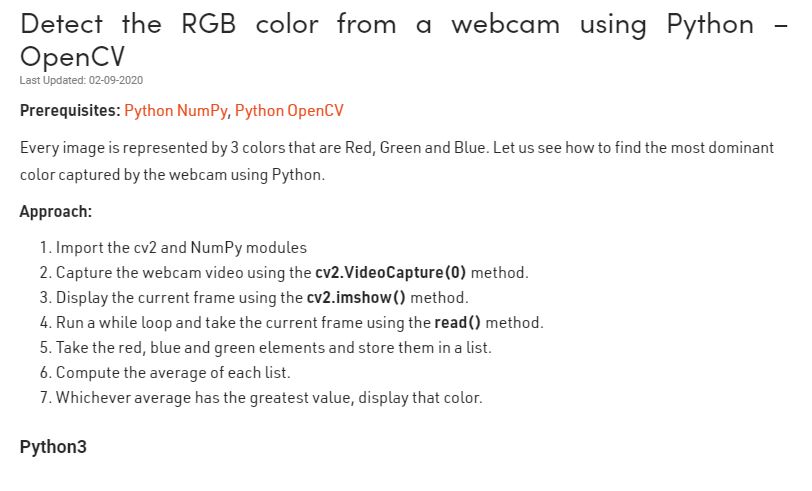 Detect the RGB color from a webcam using Python –
OpenCV
Last Updated: 02-09-2020
Prerequisites: Python NumPy, Python OpenCV
Every image is represented by 3 colors that are Red, Green and Blue. Let us see how to find the most dominant
color captured by the webcam using Python.
Approach:
1. Import the cv2 and NumPy modules
2. Capture the webcam video using the cv2.VideoCapture(0) method.
3. Display the current frame using the cv2.imshow() method.
4. Run a while loop and take the current frame using the read() method.
5. Take the red, blue and green elements and store them in a list.
6. Compute the average of each list.
7. Whichever average has the greatest value, display that color.
Python3